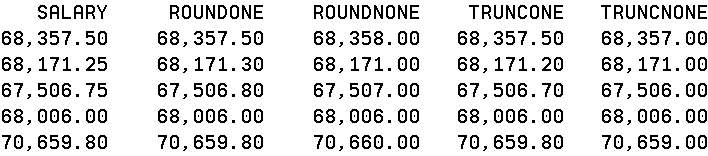 SALARY ROUNDONE ROUNDNONE TRUNCONE TRUNCNONE
68,357.50 68,357.50 68,358.00 68,357.50 68,357.00
68,171.25 68,171.30 68,171.00 68,171.20 68,171.00
67,506.75 67,506.80 67,507.00 67,506.70 67,506.00
68,006.00 68,006.00 68,006.00 68,006.00 68,006.00
70,659.80 70,659.80 70,660.00 70,659.80 70,659.00